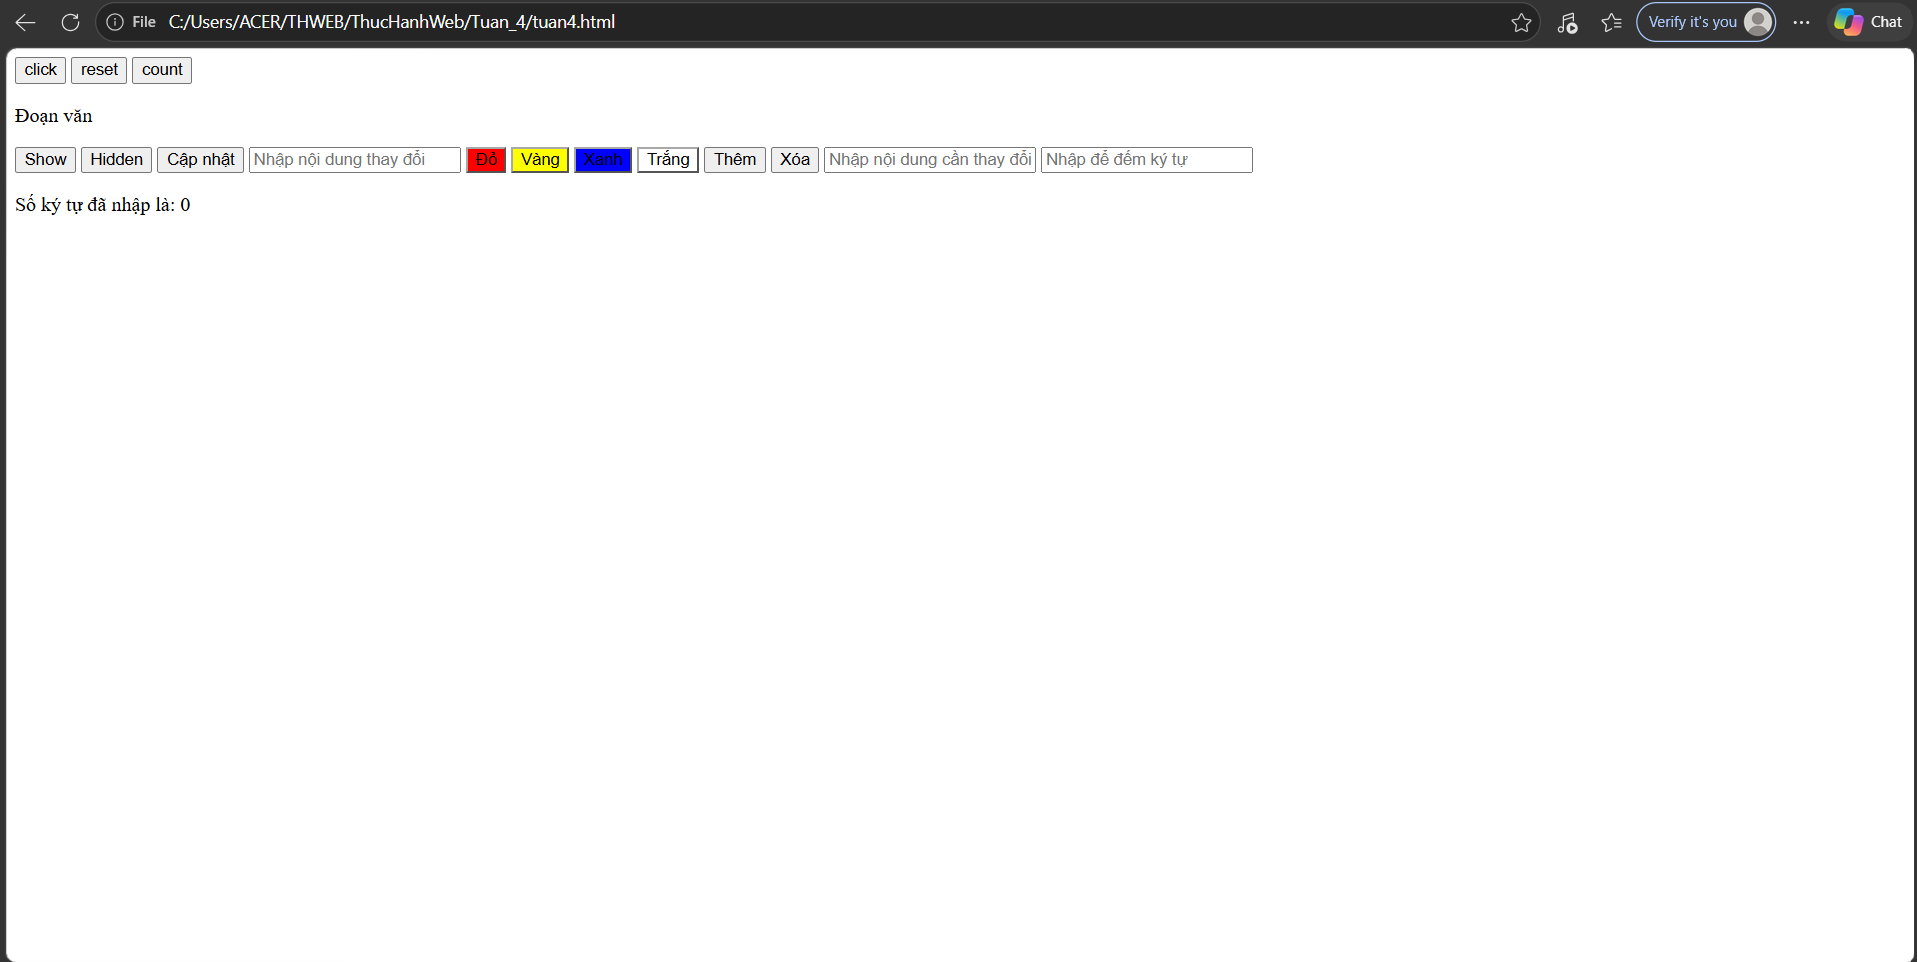 File C:/Users/ACER/THWEB/ThucHanhWeb/Tuan_4/tuan4.html Verify it's you Chat
click reset count
Đoạn văn
Show Hidden Cập nhật Nhập nội dung thay đổi Đỏ Vàng Xanh Trắng Thêm Xóa Nhập nội dung cần thay đổi Nhập để đếm ký tự
Số ký tự đã nhập là: 0